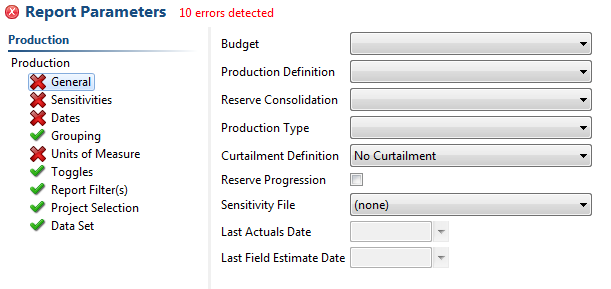 Report Parameters 10 errors detected
Production
Production
General
Sensitivities
Dates
Grouping
Units of Measure
Toggles
Report Filter(s)
Project Selection
Data Set
Budget
Production Definition
Reserve Consolidation
Production Type
Curtailment Definition No Curtailment
Reserve Progression
Sensitivity File (none)
Last Actuals Date
Last Field Estimate Date